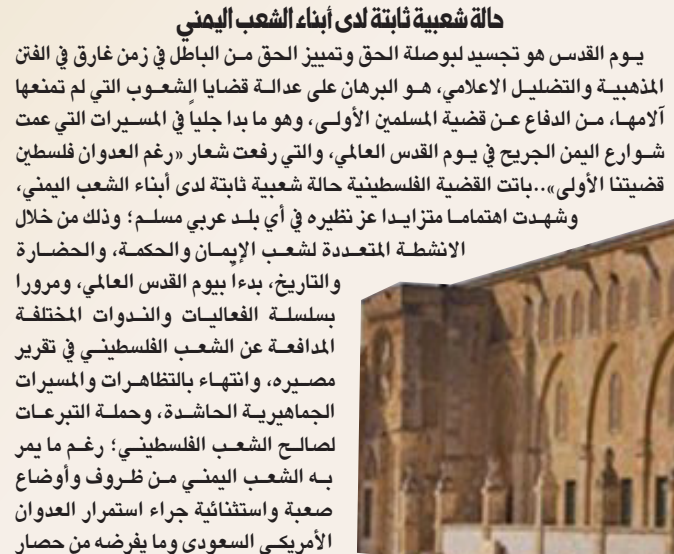 حالة شعبية ثابتة لدى أبناء الشعب اليمني
يـوم القدس هو تجسيد لبوصلة الحق وتمييز الحق مـن الباطل في زمن غارق في الفتن
المذهبيـة والتضليـل الاعلامي، هـو البرهان على عدالـة قضايا الشعـوب التي لم تمنعها
آلامهـا، مـن الدفاع عـن قضية المسلمين الأولـى، وهو ما بدا جلياً في المسـيرات التي عمت
شـوارع اليمن الجريح في يـوم القدس العالمي، والتي رفعت شعار «رغم العدوان فلسطين
قضيتنا الأولى»..باتت القضية الفلسطينية حالة شعبية ثابتة لدى أبناء الشعب اليمني،
وشهـدت اهتمامـا متزايـدا عز نظيره في أي بلـد عربي مسلـم؛ وذلك من خلال
الانشطـة المتعـددة لشعـب الإيمـان والحكمـة، والحضـارة
والتاريخ، بدءاً بيوم القدس العالمي، ومرورا
بسلسلـة الفعاليـات والنـدوات المختلفـة
المدافعـة عن الشعـب الفلسطينـي في تقرير
مصـيره، وانتهـاء بالتظاهـرات والمسيرات
الجماهيريـة الحاشـدة، وحملـة التبرعـات
لصالـح الشعـب الفلسطينـي؛ رغـم ما يمر
بـه الشعـب اليمنـي مـن ظـروف وأوضاع
صعبة واستثنائية جراء استمرار العدوان
الأمريكـي السعودي وما يفرضه من حصار